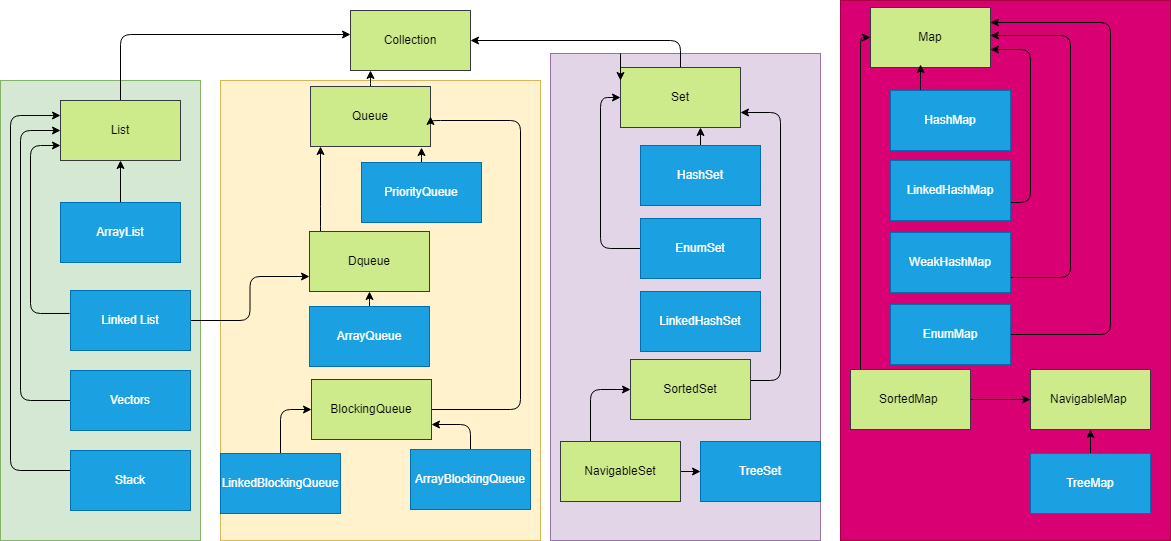 Collection
List
ArrayList
Linked List
Vectors
Stack
Queue
PriorityQueue
Dqueue
ArrayQueue
BlockingQueue
LinkedBlockingQueue
ArrayBlockingQueue
Set
HashSet
EnumSet
LinkedHashSet
SortedSet
NavigableSet
TreeSet
Map
HashMap
LinkedHashMap
WeakHashMap
EnumMap
SortedMap
NavigableMap
TreeMap